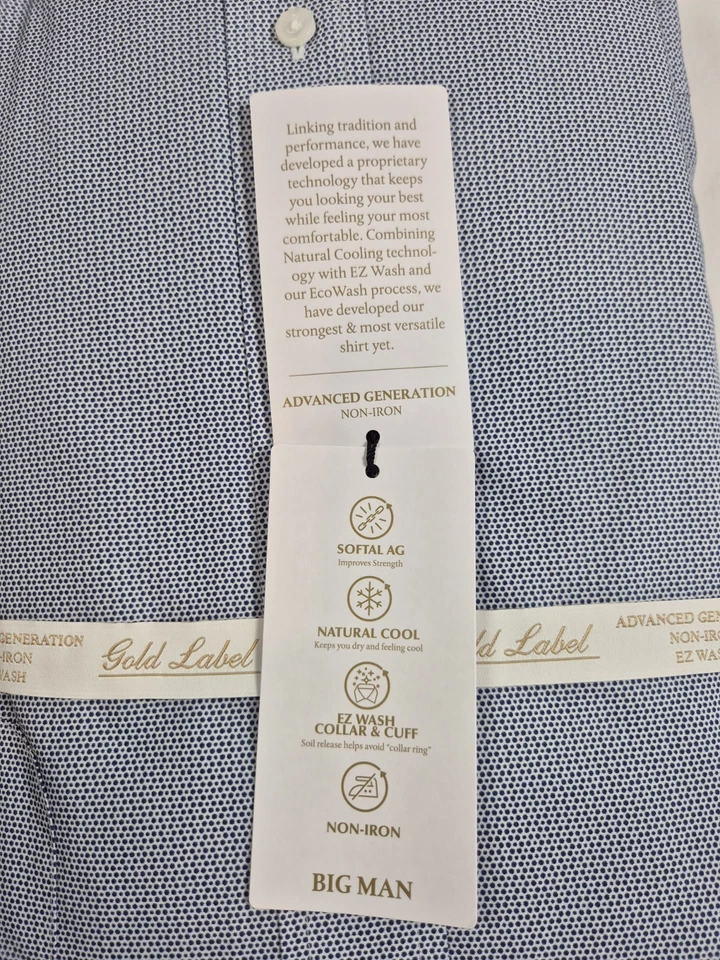 Linking tradition and
performance, we have
developed a proprietary
technology that keeps
you looking your best
while feeling your most
comfortable. Combining
Natural Cooling technol-
ogy with EZ Wash and
our EcoWash process, we
have developed our
strongest & most versatile
shirt yet.
ADVANCED GENERATION
NON-IRON
SOFTAL AG
Improves Strength
NATURAL COOL
Keeps you dry and feeling cool
EZ WASH
COLLAR & CUFF
Soil release helps avoid "collar ring"
NON-IRON
BIG MAN
GENERATION
-IRON
WASH
Gold Label
ld Label
ADVANCED GEN
NON-IR
EZ WAS